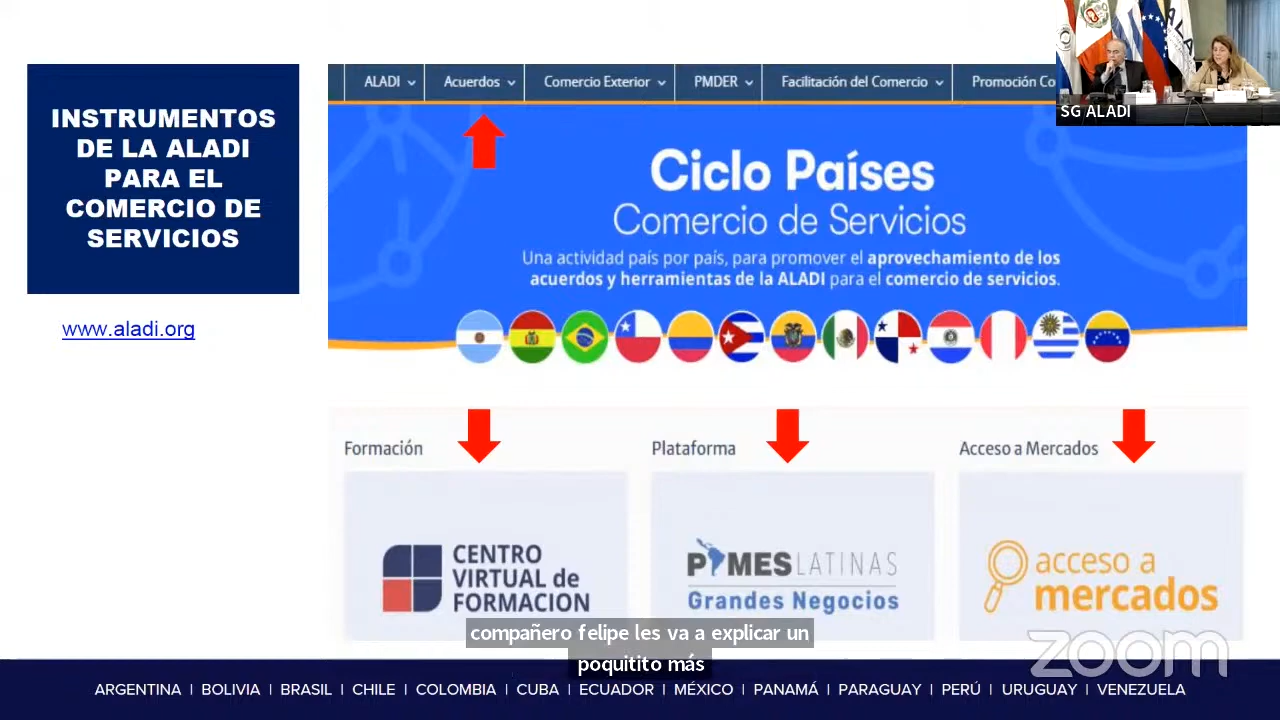 INSTRUMENTOS
DE LA ALADI
PARA EL
COMERCIO DE
SERVICIOS
www.aladi.org
ALADI
Acuerdos
Comercio Exterior
PMDER
Facilitación del Comercio
Promoción Co
SG ALADI
Ciclo Países
Comercio de Servicios
Una actividad país por país, para promover el aprovechamiento de los
acuerdos y herramientas de la ALADI para el comercio de servicios.
Formación
CENTRO
VIRTUAL de
FORMACION
Plataforma
PYMESLATINAS
Grandes Negocios
Acceso a Mercados
acceso a
mercados
compañero felipe les va a explicar un
poquitito más
zoom
ARGENTINA | BOLIVIA | BRASIL | CHILE | COLOMBIA | CUBA | ECUADOR | MÉXICO | PANAMÁ | PARAGUAY | PERÚ | URUGUAY | VENEZUELA